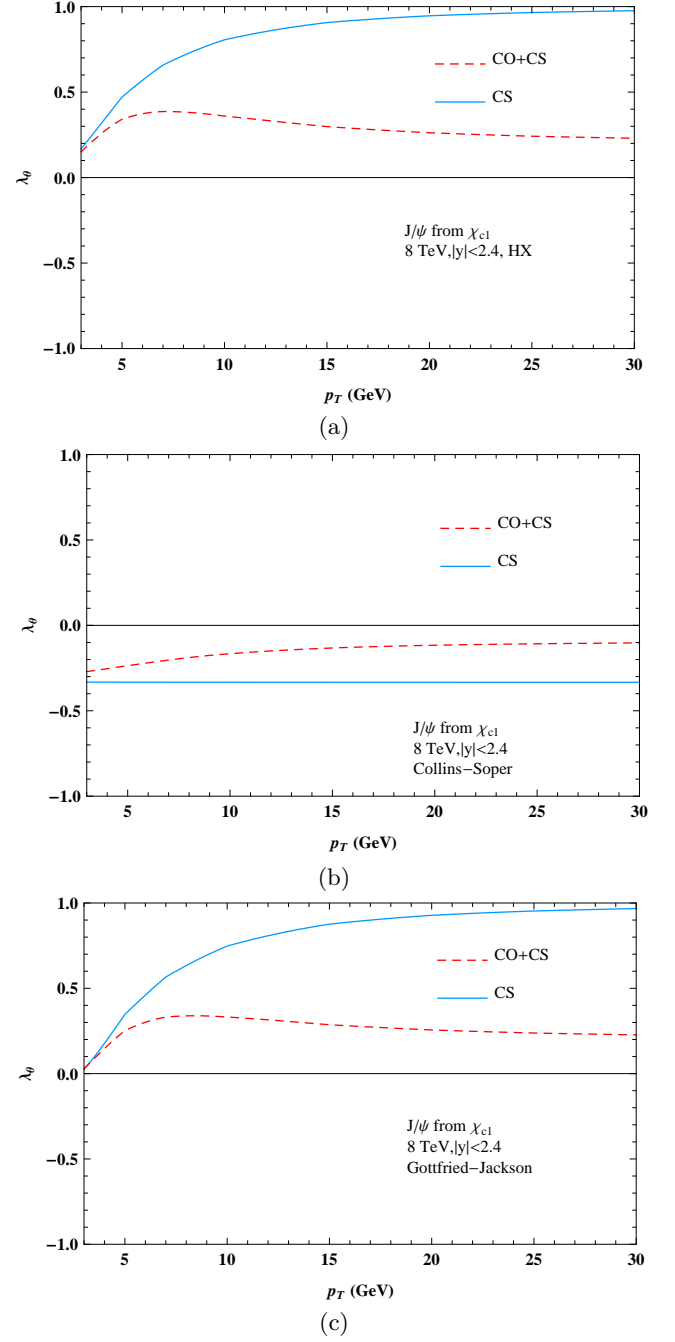 1.0
0.5
0.0
−0.5
−1.0
λθ
CO+CS
CS
J/ψ from χc1
8 TeV,|y|<2.4, HX
5 10 15 20 25 30
pT (GeV)
(a)
1.0
0.5
0.0
−0.5
−1.0
λθ
CO+CS
CS
J/ψ from χc1
8 TeV,|y|<2.4
Collins−Soper
5 10 15 20 25 30
pT (GeV)
(b)
1.0
0.5
0.0
−0.5
−1.0
λθ
CO+CS
CS
J/ψ from χc1
8 TeV,|y|<2.4
Gottfried−Jackson
5 10 15 20 25 30
pT (GeV)
(c)